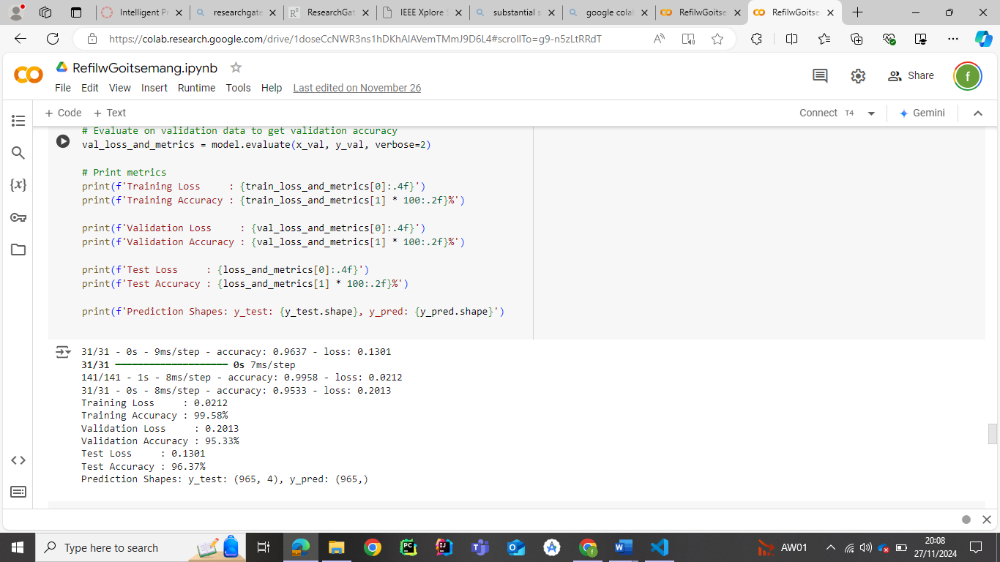 Intelligent Pr
researchgate
ResearchGat
IEEE Xplore S
substantial s
google colab
RefilwGoitse
RefilwGoitse
https://colab.research.google.com/drive/1doseCcNWR3ns1hDKhAIAVemTMmJ9D6L4#scrollTo=g9-n5zLtRRdT
RefilwGoitsemang.ipynb
Share
f
File Edit View Insert Runtime Tools Help Last edited on November 26
+ Code + Text
Connect T4
Gemini
# Evaluate on validation data to get validation accuracy
val_loss_and_metrics = model.evaluate(x_val, y_val, verbose=2)
# Print metrics
print(f'Training Loss     : {train_loss_and_metrics[0]:.4f}')
print(f'Training Accuracy : {train_loss_and_metrics[1] * 100:.2f}%')
print(f'Validation Loss     : {val_loss_and_metrics[0]:.4f}')
print(f'Validation Accuracy : {val_loss_and_metrics[1] * 100:.2f}%')
print(f'Test Loss     : {loss_and_metrics[0]:.4f}')
print(f'Test Accuracy : {loss_and_metrics[1] * 100:.2f}%')
print(f'Prediction Shapes: y_test: {y_test.shape}, y_pred: {y_pred.shape}')
31/31 - 0s - 9ms/step - accuracy: 0.9637 - loss: 0.1301
31/31 ━━━━━━━━━━━━━━━━━━━━ 0s 7ms/step
141/141 - 1s - 8ms/step - accuracy: 0.9958 - loss: 0.0212
31/31 - 0s - 8ms/step - accuracy: 0.9533 - loss: 0.2013
Training Loss     : 0.0212
Training Accuracy : 99.58%
Validation Loss     : 0.2013
Validation Accuracy : 95.33%
Test Loss     : 0.1301
Test Accuracy : 96.37%
Prediction Shapes: y_test: (965, 4), y_pred: (965,)
Type here to search
AW01
20:08
27/11/2024